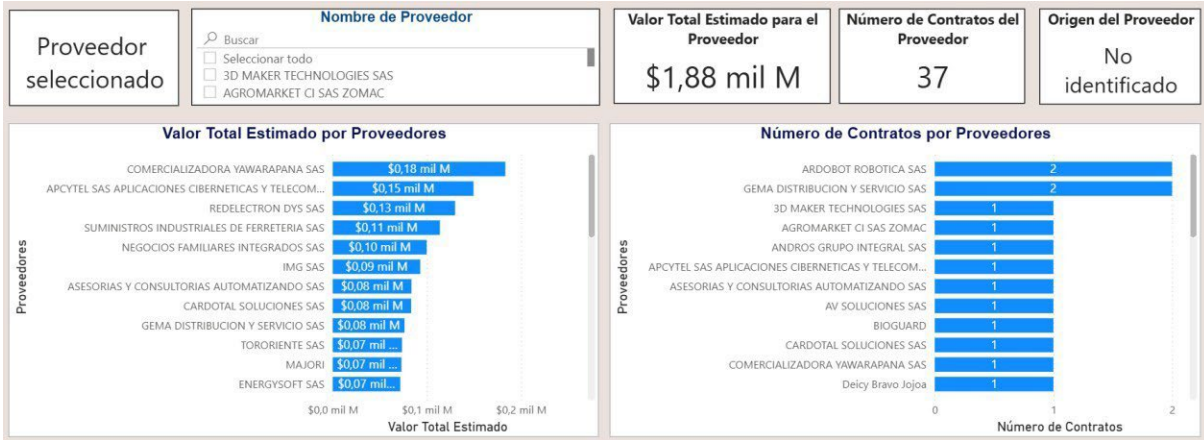 Proveedor
seleccionado
Nombre de Proveedor
Buscar
Seleccionar todo
3D MAKER TECHNOLOGIES SAS
AGROMARKET CI SAS ZOMAC
Valor Total Estimado para el
Proveedor
$1,88 mil M
Número de Contratos del
Proveedor
37
Origen del Proveedor
No
identificado
Valor Total Estimado por Proveedores
Proveedores
COMERCIALIZADORA YAWARAPANA SAS $0,18 mil M
APCYTEL SAS APLICACIONES CIBERNETICAS Y TELECOM... $0,15 mil M
REDELECTRON DYS SAS $0,13 mil M
SUMINISTROS INDUSTRIALES DE FERRETERIA SAS $0,11 mil M
NEGOCIOS FAMILIARES INTEGRADOS SAS $0,10 mil M
IMG SAS $0,09 mil M
ASESORIAS Y CONSULTORIAS AUTOMATIZANDO SAS $0,08 mil M
CARDOTAL SOLUCIONES SAS $0,08 mil M
GEMA DISTRIBUCION Y SERVICIO SAS $0,08 mil M
TORORIENTE SAS $0,07 mil ...
MAJORI $0,07 mil ...
ENERGYSOFT SAS $0,07 mil...
$0,0 mil M $0,1 mil M $0,2 mil M
Valor Total Estimado
Número de Contratos por Proveedores
Proveedores
ARDOBOT ROBOTICA SAS 2
GEMA DISTRIBUCION Y SERVICIO SAS 2
3D MAKER TECHNOLOGIES SAS 1
AGROMARKET CI SAS ZOMAC 1
ANDROS GRUPO INTEGRAL SAS 1
APCYTEL SAS APLICACIONES CIBERNETICAS Y TELECOM... 1
ASESORIAS Y CONSULTORIAS AUTOMATIZANDO SAS 1
AV SOLUCIONES SAS 1
BIOGUARD 1
CARDOTAL SOLUCIONES SAS 1
COMERCIALIZADORA YAWARAPANA SAS 1
Deicy Bravo Jojoa 1
0 1 2
Número de Contratos